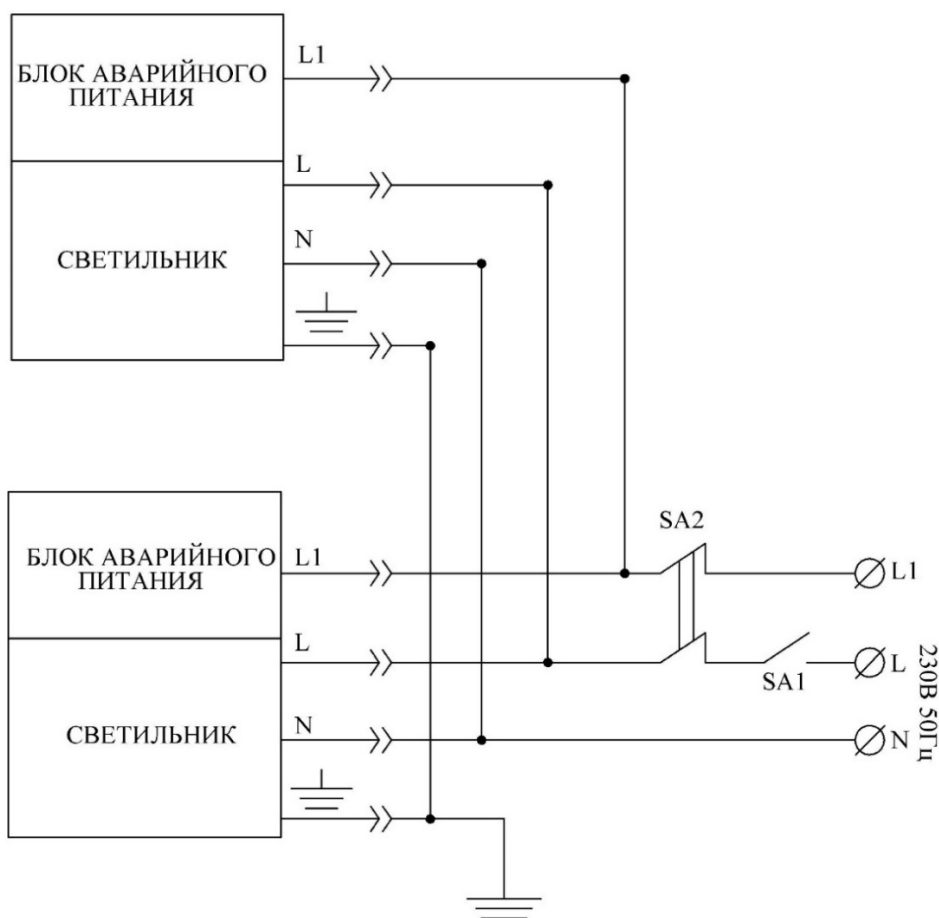 БЛОК АВАРИЙНОГО
ПИТАНИЯ
L1
L
СВЕТИЛЬНИК
N
БЛОК АВАРИЙНОГО
ПИТАНИЯ
L1
L
СВЕТИЛЬНИК
N
SA2
SA1
L1
L
N
230В 50Гц